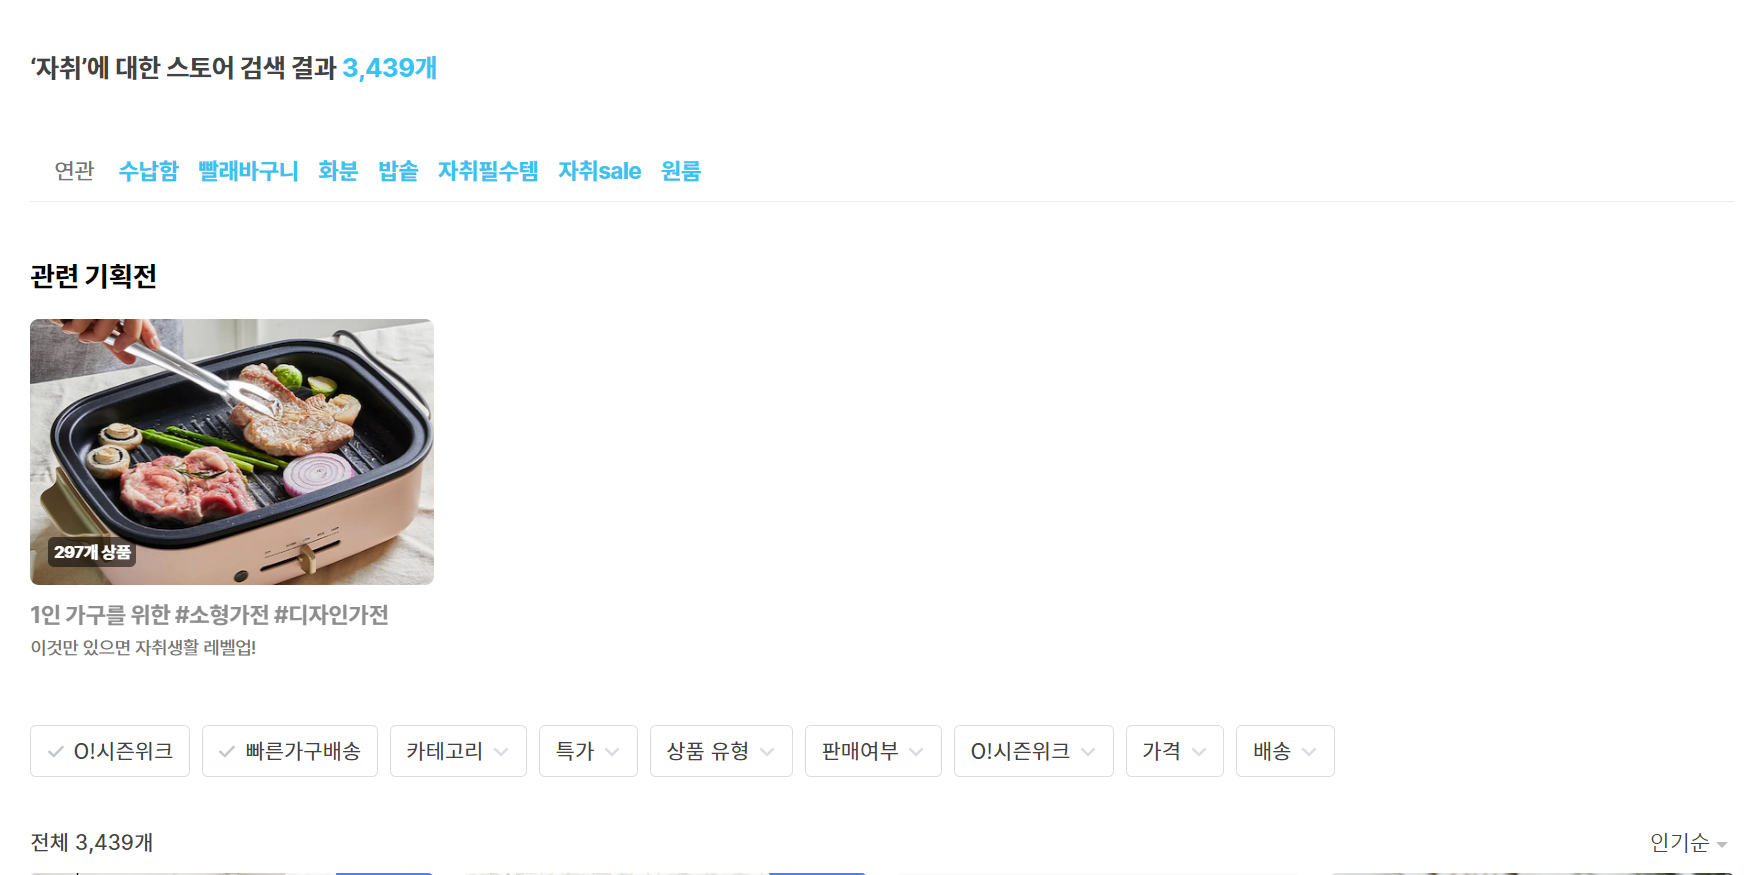 ‘자취’에 대한 스토어 검색 결과 3,439개
연관 수납함 빨래바구니 화분 밥솥 자취필수템 자취sale 원룸
관련 기획전
297개 상품
1인 가구를 위한 #소형가전 #디자인가전
이것만 있으면 자취생활 레벨업!
O!시즌위크 빠른가구배송 카테고리 특가 상품 유형 판매여부 O!시즌위크 가격 배송
전체 3,439개 인기순